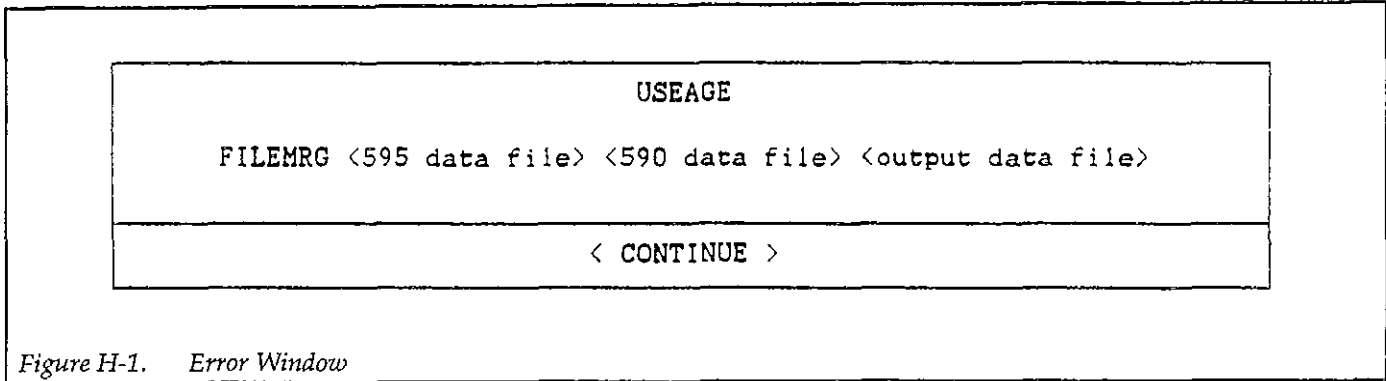 USEAGE
FILEMRG <595 data file> <590 data file> <output data file>
< CONTINUE >
Figure H-1. Error Window